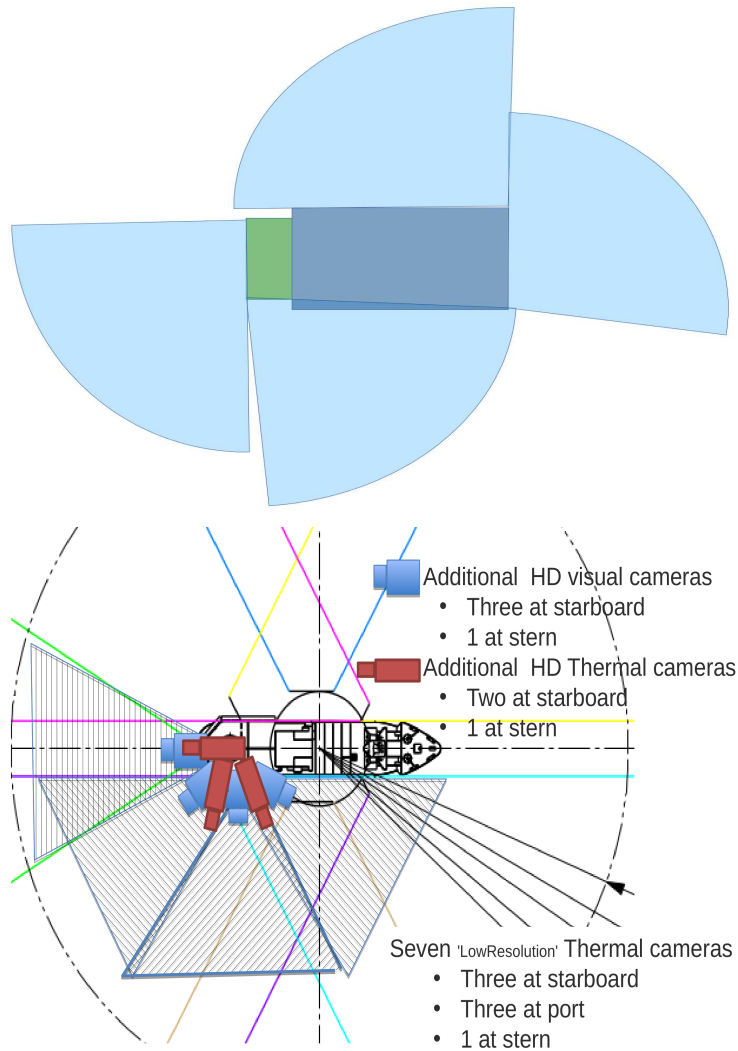 Additional HD visual cameras
• Three at starboard
• 1 at stern
Additional HD Thermal cameras
• Two at starboard
• 1 at stern
Seven 'LowResolution' Thermal cameras
• Three at starboard
• Three at port
• 1 at stern